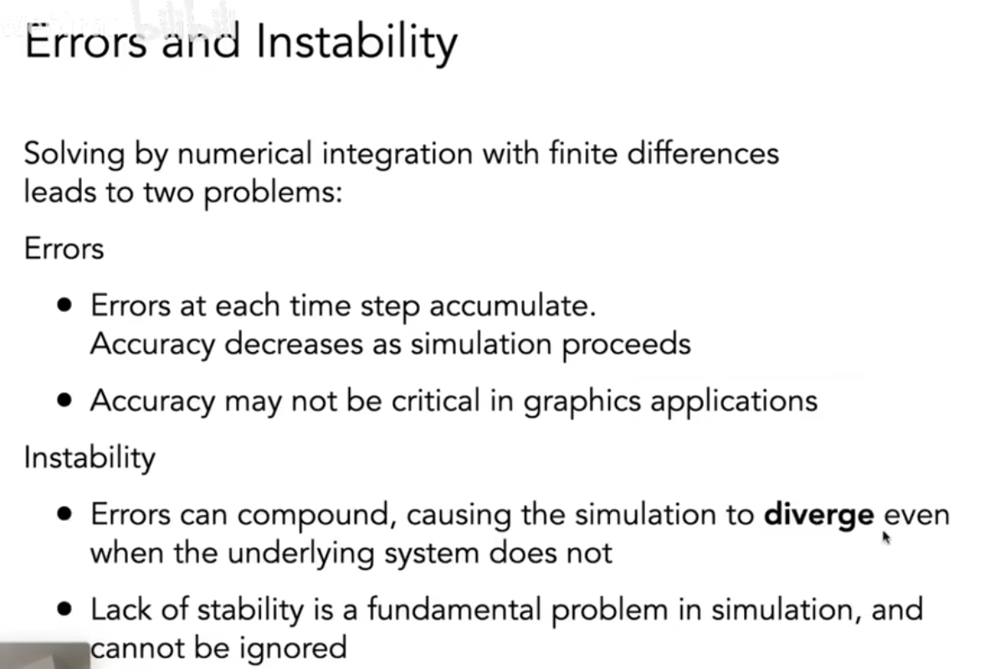 Webinar bilibili
Errors and Instability
Solving by numerical integration with finite differences
leads to two problems:
Errors
• Errors at each time step accumulate.
Accuracy decreases as simulation proceeds
• Accuracy may not be critical in graphics applications
Instability
• Errors can compound, causing the simulation to diverge even
when the underlying system does not
• Lack of stability is a fundamental problem in simulation, and
cannot be ignored